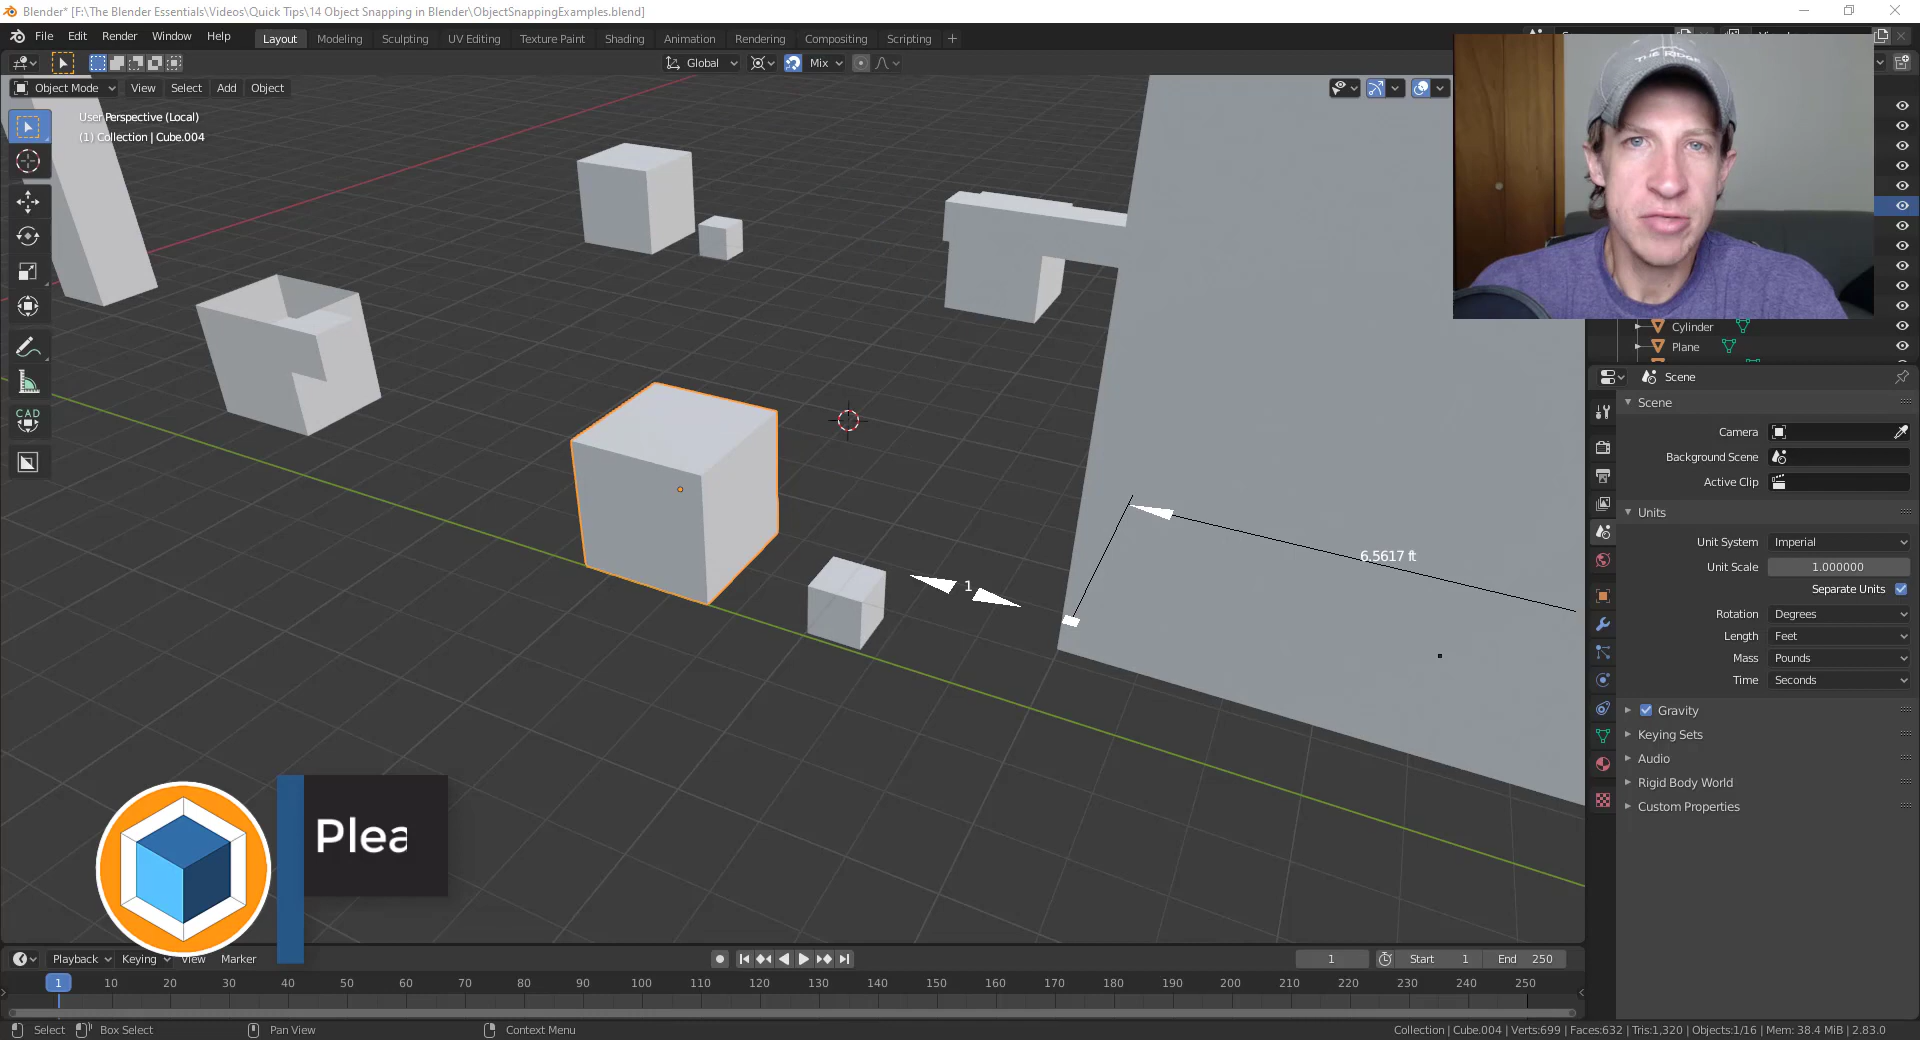 Blender* [F:\The Blender Essentials\Videos\Quick Tips\14 Object Snapping in Blender\ObjectSnappingExamples.blend]
File Edit Render Window Help Layout Modeling Sculpting UV Editing Texture Paint Shading Animation Rendering Compositing Scripting +
Global Mix
Object Mode View Select Add Object
User Perspective (Local)
(1) Collection | Cube.004
THE RIDGE
CAD
1
6.5617 ft
Cylinder
Plane
Scene
Scene
Camera
Background Scene
Active Clip
Units
Unit System Imperial
Unit Scale 1.000000
Separate Units
Rotation Degrees
Length Feet
Mass Pounds
Time Seconds
Gravity
Keying Sets
Audio
Rigid Body World
Custom Properties
Plea
Playback Keying View Marker 1 Start 1 End 250
1 10 20 30 40 50 60 70 80 90 100 110 120 130 140 150 160 170 180 190 200 210 220 230 240 250
Select Box Select Pan View Context Menu Collection | Cube.004 | Verts:699 | Faces:632 | Tris:1,320 | Objects:1/16 | Mem: 38.4 MiB | 2.83.0